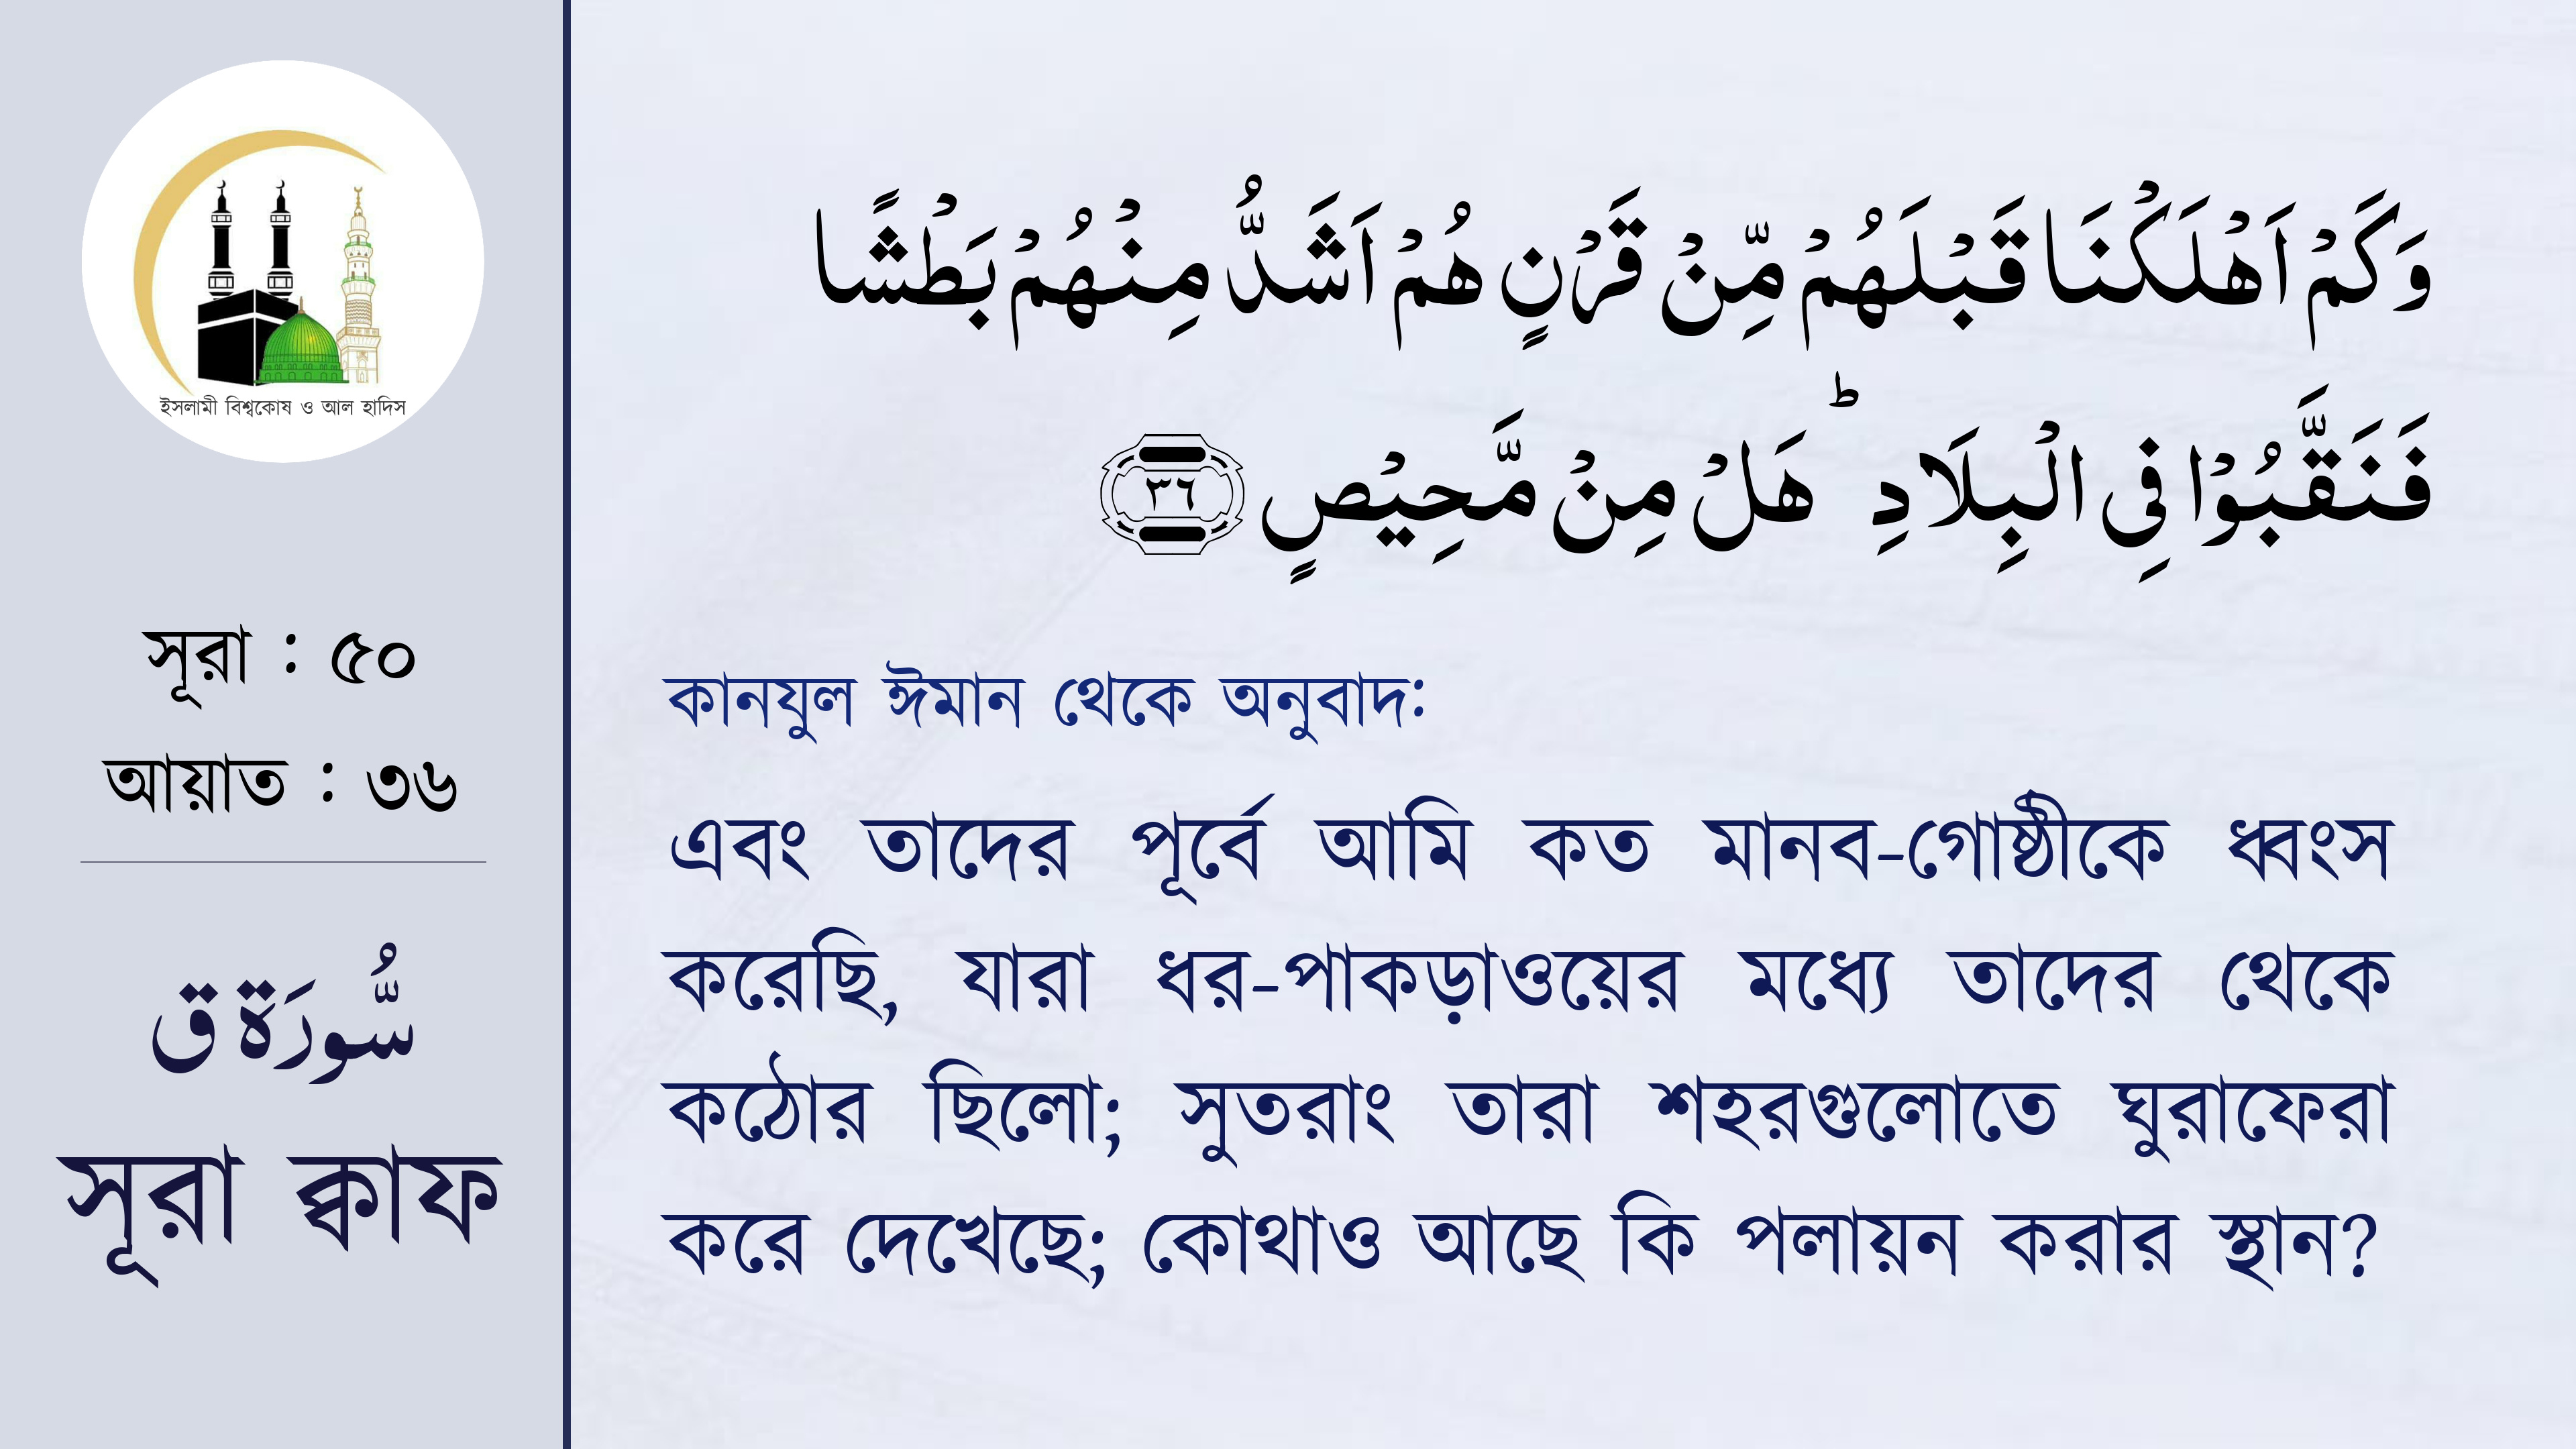 ইসলামী বিশ্বকোষ ও আল হাদিস
সূরা : ৫০
আয়াত : ৩৬
سُّورَة ق
সূরা ক্বাফ
وَكَمْ اَهْلَكْنَا قَبْلَهُمْ مِّنْ قَرْنٍ هُمْ اَشَدُّ مِنْهُمْ بَطْشًا
فَنَقَّبُوْا فِی الْبِلَادِ ؕ هَلْ مِنْ مَّحِیْصٍ ﴿۳۶﴾
কানযুল ঈমান থেকে অনুবাদ:
এবং তাদের পূর্বে আমি কত মানব-গোষ্ঠীকে ধ্বংস
করেছি, যারা ধর-পাকড়াওয়ের মধ্যে তাদের থেকে
কঠোর ছিলো; সুতরাং তারা শহরগুলোতে ঘুরাফেরা
করে দেখেছে; কোথাও আছে কি পলায়ন করার স্থান?